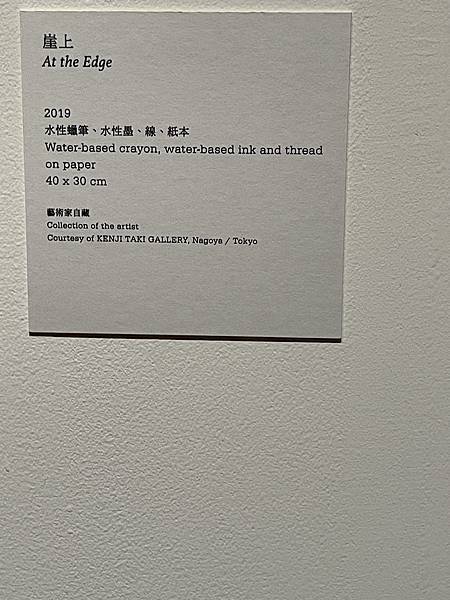 崖上
At the Edge
2019
水性蠟筆、水性墨、線、紙本
Water-based crayon, water-based ink and thread
on paper
40 x 30 cm
藝術家自藏
Collection of the artist
Courtesy of KENJI TAKI GALLERY, Nagoya / Tokyo